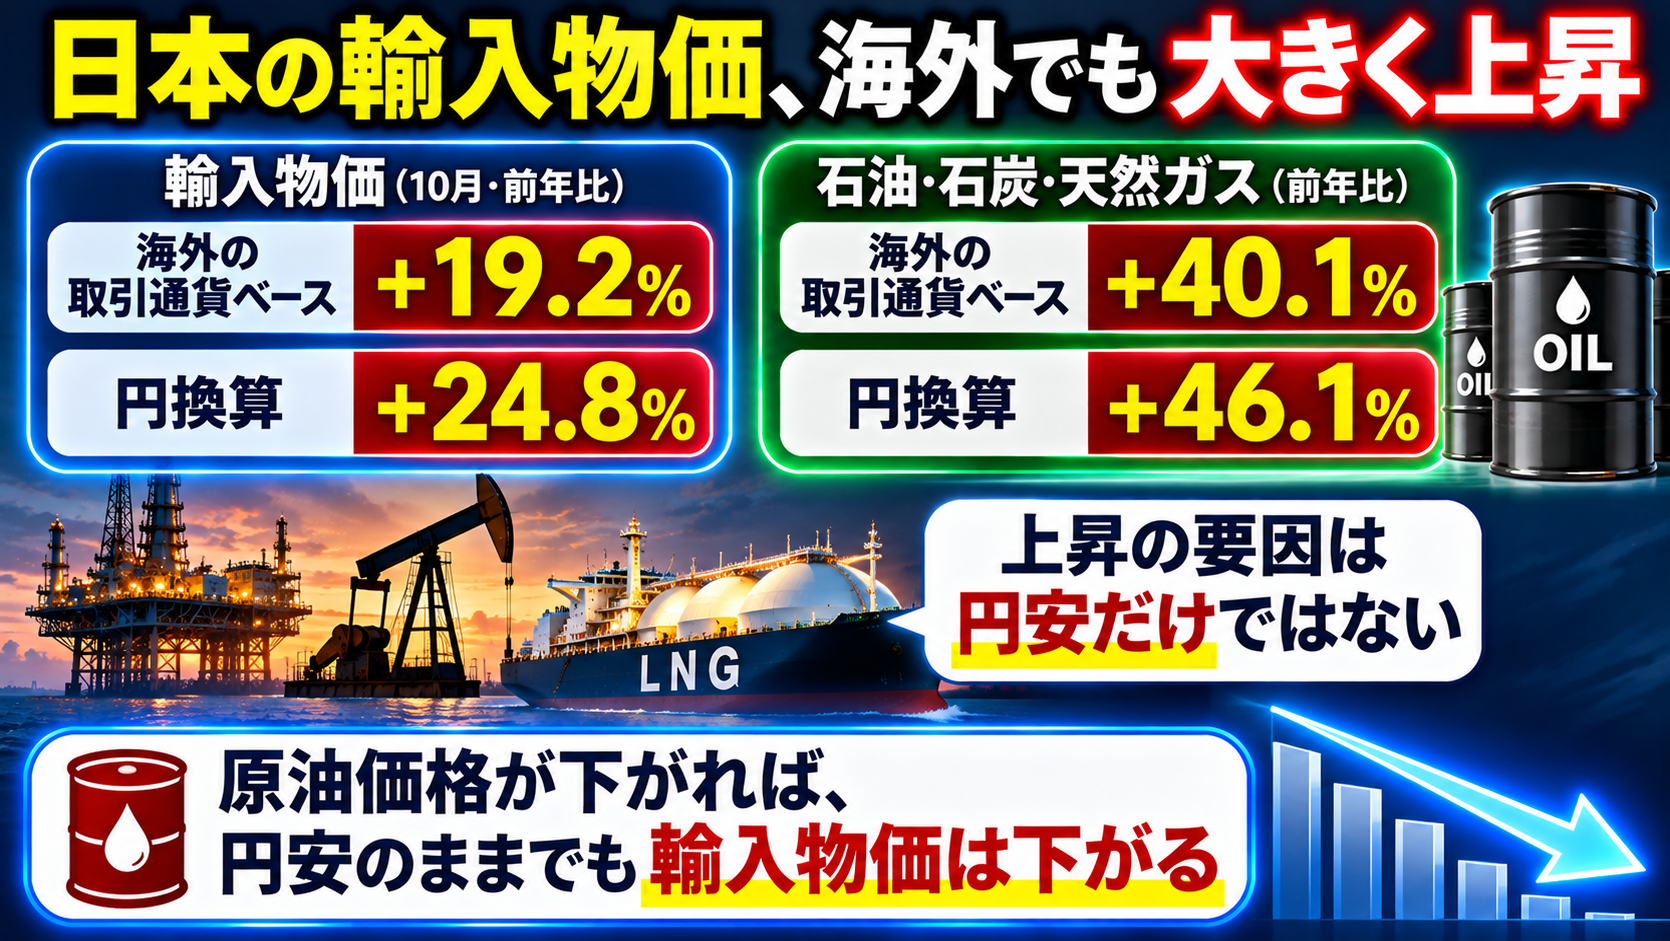 日本の輸入物価、海外でも大きく上昇
輸入物価（10月・前年比）
海外の
取引通貨ベース
+19.2%
円換算
+24.8%
石油・石炭・天然ガス（前年比）
海外の
取引通貨ベース
+40.1%
円換算
+46.1%
OIL
OIL
LNG
上昇の要因は
円安だけではない
原油価格が下がれば、
円安のままでも輸入物価は下がる